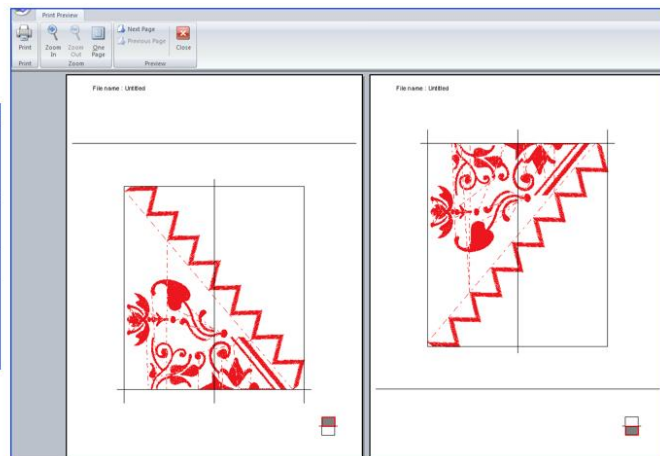 Print Preview
Print
Zoom In
Zoom Out
One Page
Next Page
Previous Page
Close
Print
Zoom
Preview
File name : Untitled
File name : Untitled